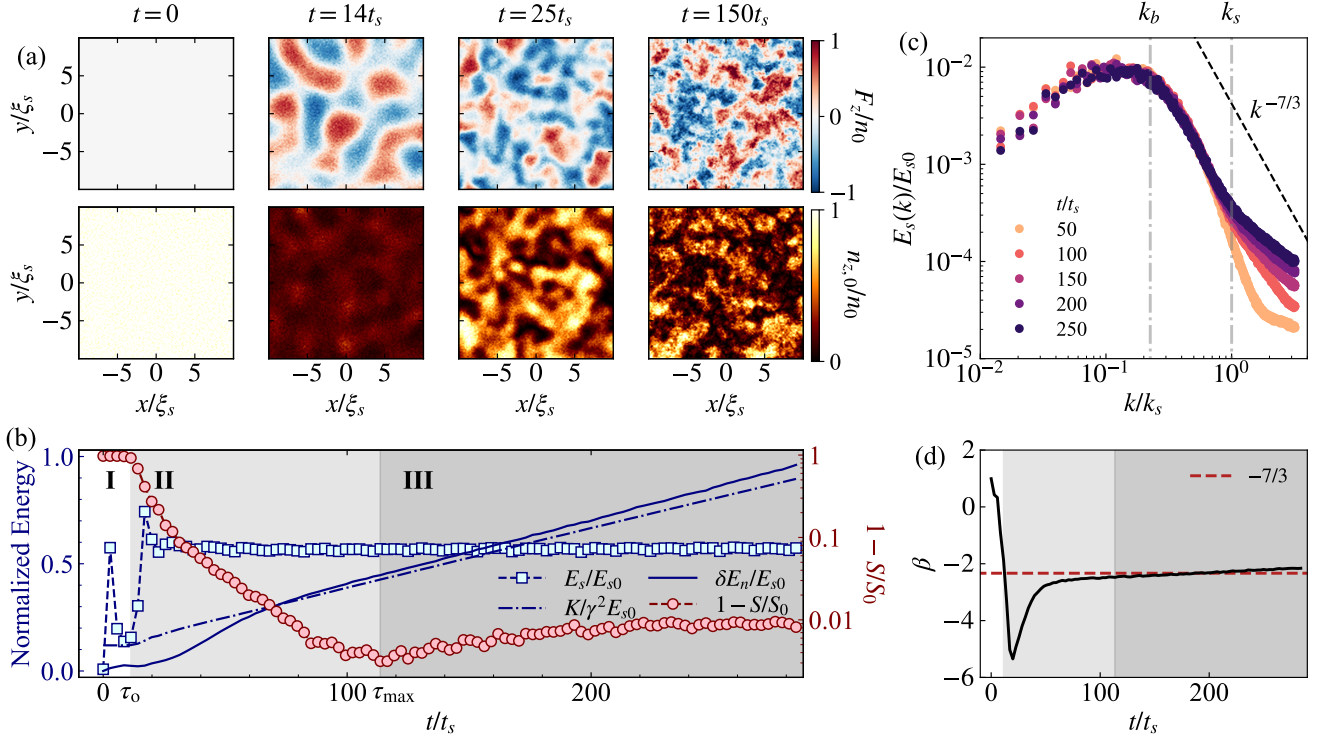 t = 0
t = 14t_s
t = 25t_s
t = 150t_s
(a)
y/ξ_s
5
0
−5
1
0
−1
F_z/n_0
y/ξ_s
5
0
−5
1
0
n_{z,0}/n_0
−5 0 5
−5 0 5
−5 0 5
−5 0 5
x/ξ_s
x/ξ_s
x/ξ_s
x/ξ_s
(c)
k_b
k_s
k^{−7/3}
E_s(k)/E_{s0}
10^{−2}
10^{−3}
10^{−4}
10^{−5}
t/t_s
50
100
150
200
250
10^{−2} 10^{−1} 10^0
k/k_s
(b)
Normalized Energy
1.0
0.5
0.0
I
II
III
E_s/E_{s0}
δE_n/E_{s0}
K/γ^2E_{s0}
1−S/S_0
1
0.1
0.01
1 − S/S_0
0 τ_o 100 τ_max 200
t/t_s
(d)
β
2
0
−2
−4
−6
−7/3
0 100 200
t/t_s